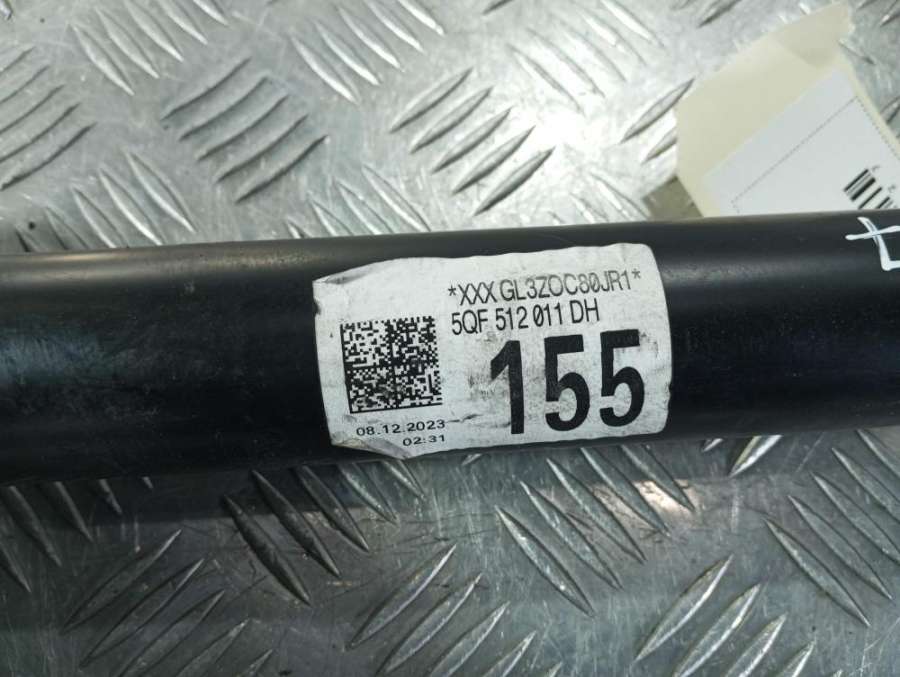 *XXX GL3ZOC80JR1*
5QF 512 011 DH
155
08.12.2023
02:31